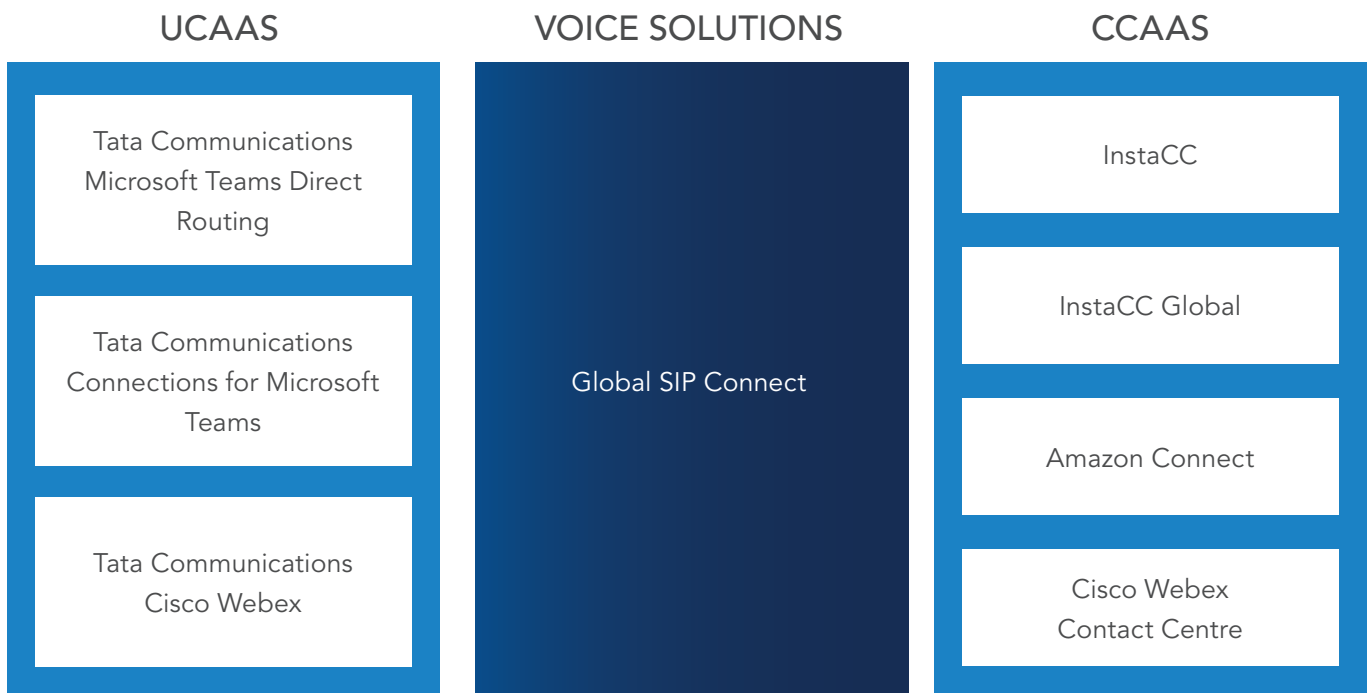 UCAAS
Tata Communications
Microsoft Teams Direct
Routing
Tata Communications
Connections for Microsoft
Teams
Tata Communications
Cisco Webex
VOICE SOLUTIONS
Global SIP Connect
CCAAS
InstaCC
InstaCC Global
Amazon Connect
Cisco Webex
Contact Centre